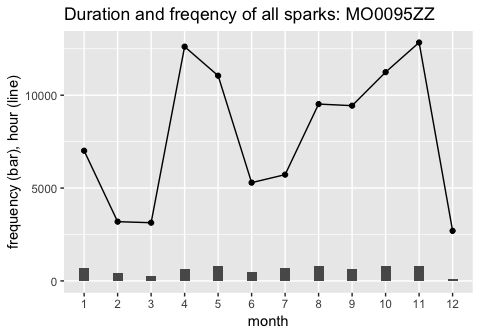 Duration and freqency of all sparks: MO0095ZZ
frequency (bar), hour (line)
10000
5000
0
1 2 3 4 5 6 7 8 9 10 11 12
month